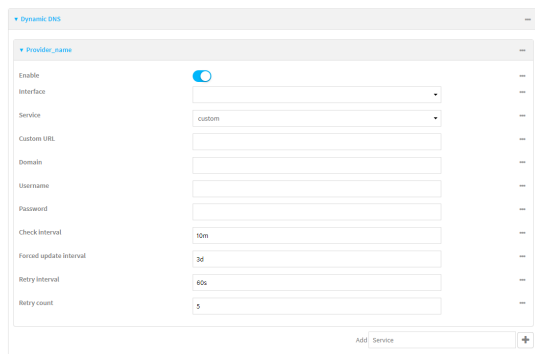 Dynamic DNS
Provider_name
Enable
Interface
Service custom
Custom URL
Domain
Username
Password
Check interval 10m
Forced update interval 3d
Retry interval 60s
Retry count 5
Add Service